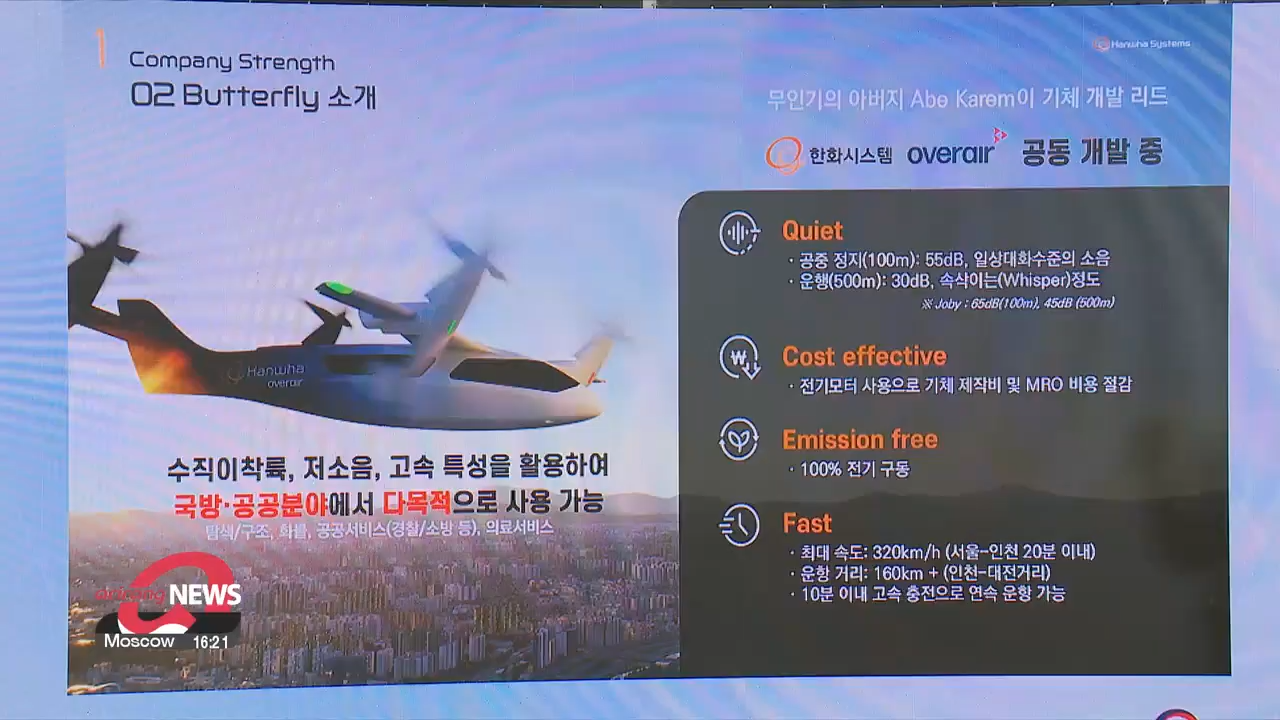 1
Company Strength
02 Butterfly 소개
Hanwha Systems
무인기의 아버지 Abe Karem이 기체 개발 리드
한화시스템 overair 공동 개발 중
Hanwha
overair
수직이착륙, 저소음, 고속 특성을 활용하여
국방·공공분야에서 다목적으로 사용 가능
탐색/구조, 화물, 공공서비스(경찰/소방 등), 의료서비스
Quiet
· 공중 정지(100m): 55dB, 일상대화수준의 소음
· 운행(500m): 30dB, 속삭이는(Whisper)정도
※ Joby : 65dB(100m), 45dB (500m)
Cost effective
· 전기모터 사용으로 기체 제작비 및 MRO 비용 절감
Emission free
· 100% 전기 구동
Fast
· 최대 속도: 320km/h (서울-인천 20분 이내)
· 운항 거리: 160km + (인천-대전거리)
· 10분 이내 고속 충전으로 연속 운항 가능
arirang NEWS
Moscow 16:21